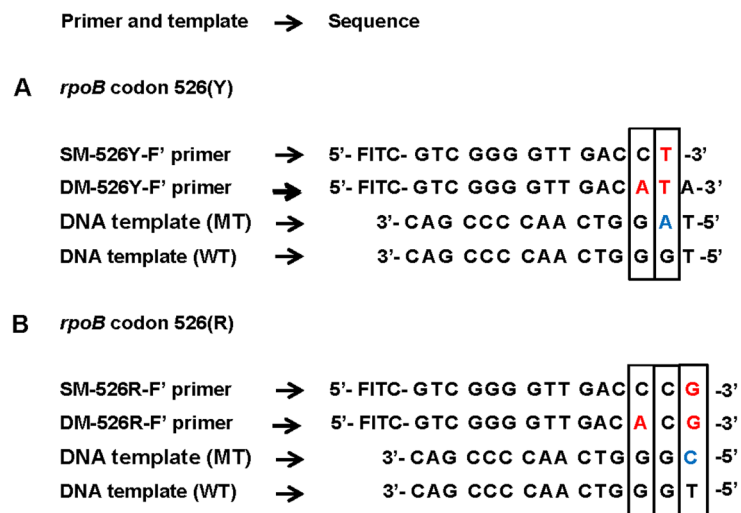 Primer and template → Sequence
A rpoB codon 526(Y)
SM-526Y-F' primer → 5'- FITC- GTC GGG GTT GAC C T -3'
DM-526Y-F' primer → 5'- FITC- GTC GGG GTT GAC A T A-3'
DNA template (MT) → 3'- CAG CCC CAA CTG G A T -5'
DNA template (WT) → 3'- CAG CCC CAA CTG G G T -5'
B rpoB codon 526(R)
SM-526R-F' primer → 5'- FITC- GTC GGG GTT GAC C C G -3'
DM-526R-F' primer → 5'- FITC- GTC GGG GTT GAC A C G -3'
DNA template (MT) → 3'- CAG CCC CAA CTG G G C -5'
DNA template (WT) → 3'- CAG CCC CAA CTG G G T -5'